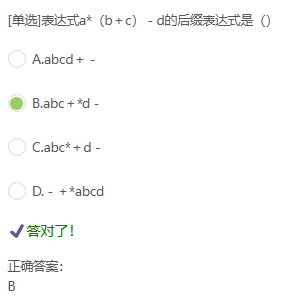 [单选]表达式a*（b＋c）－d的后缀表达式是（）
A.abcd＋－
B.abc＋*d－
C.abc*＋d－
D.－＋*abcd
答对了！
正确答案：
B